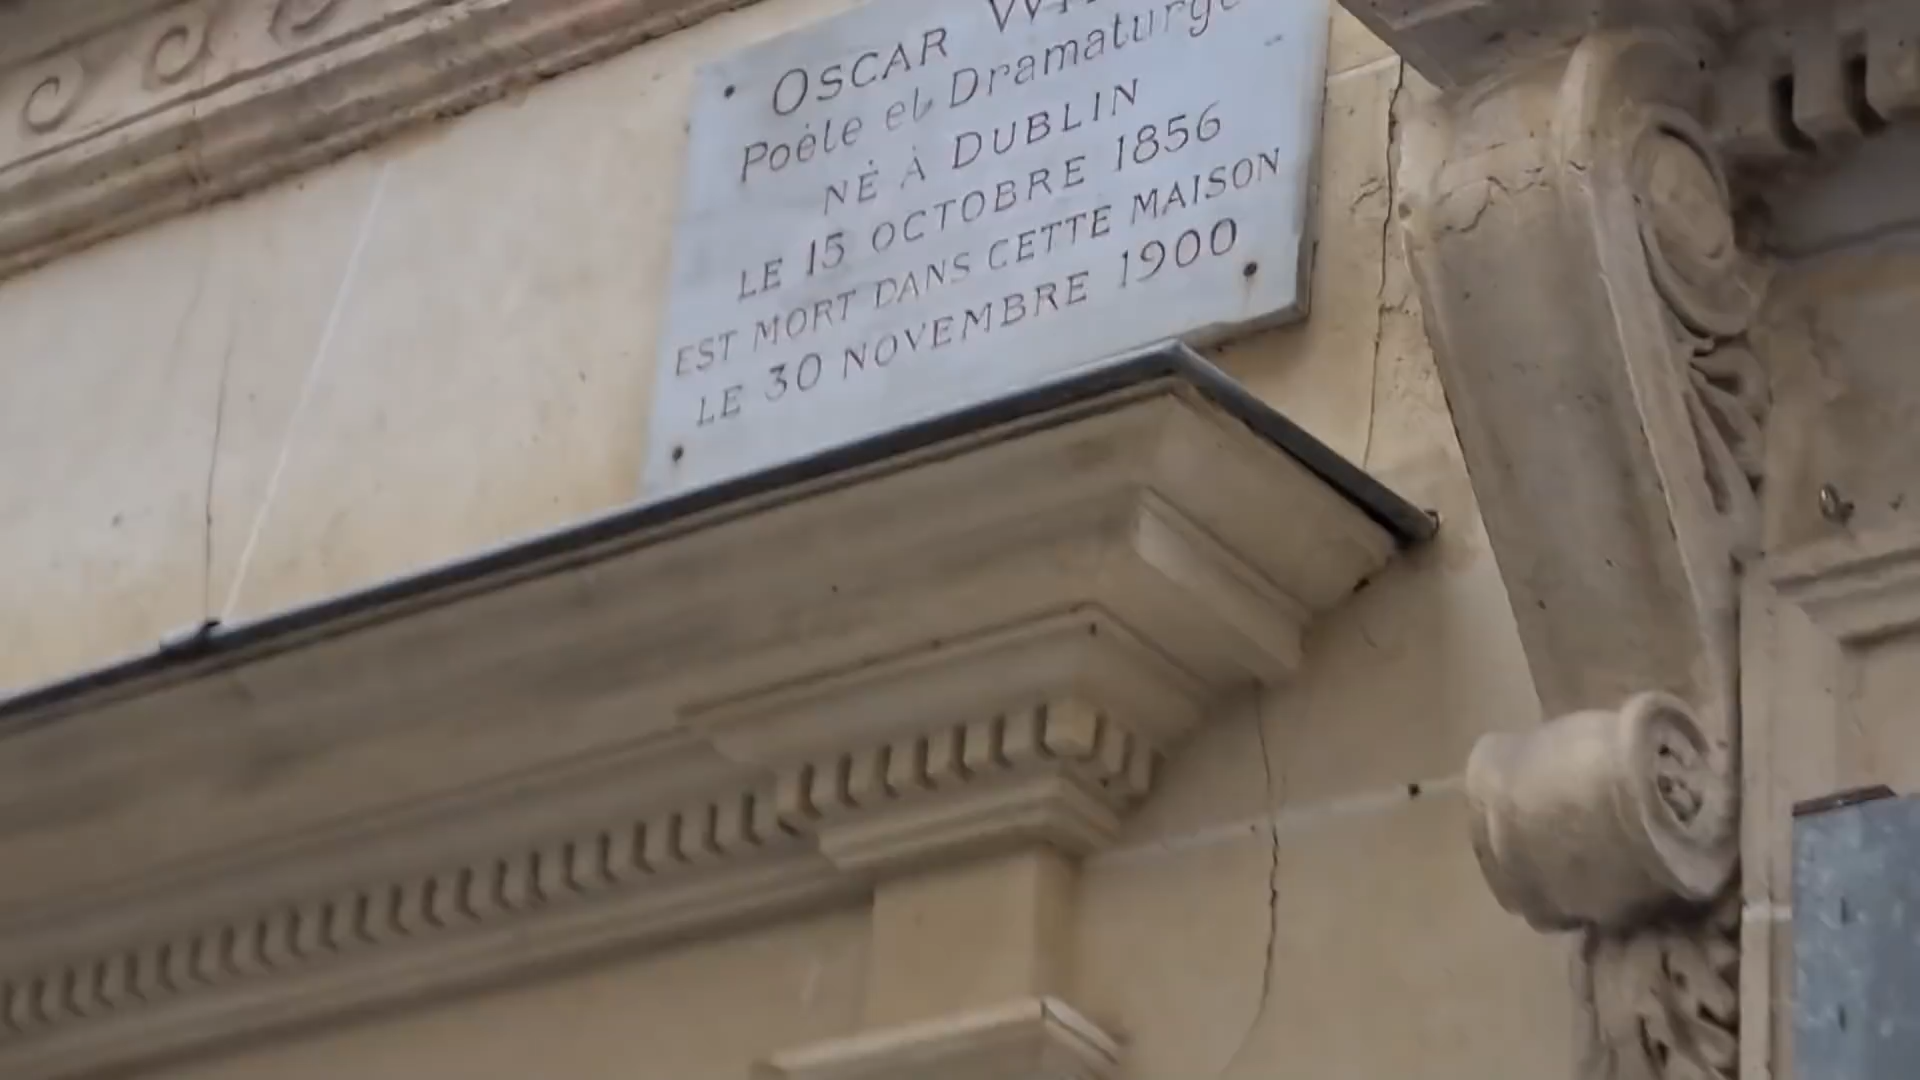 OSCAR
Poète et Dramaturge
NÉ À DUBLIN
LE 15 OCTOBRE 1856
EST MORT DANS CETTE MAISON
LE 30 NOVEMBRE 1900